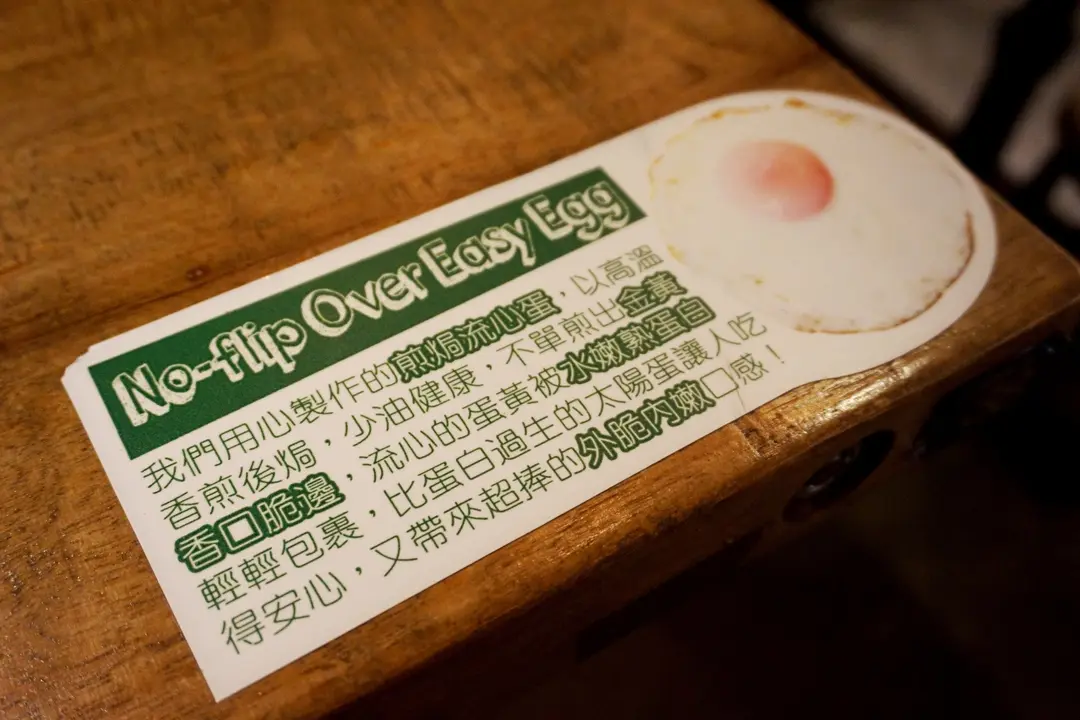 No-flip Over Easy Egg
我們用心製作的煎焗流心蛋，以高溫
香煎後焗，少油健康，不單煎出金黃
香口脆邊，流心的蛋黃被水嫩熟蛋白
輕輕包裹，比蛋白過生的太陽蛋讓人吃
得安心，又帶來超捧的外脆內嫩口感！